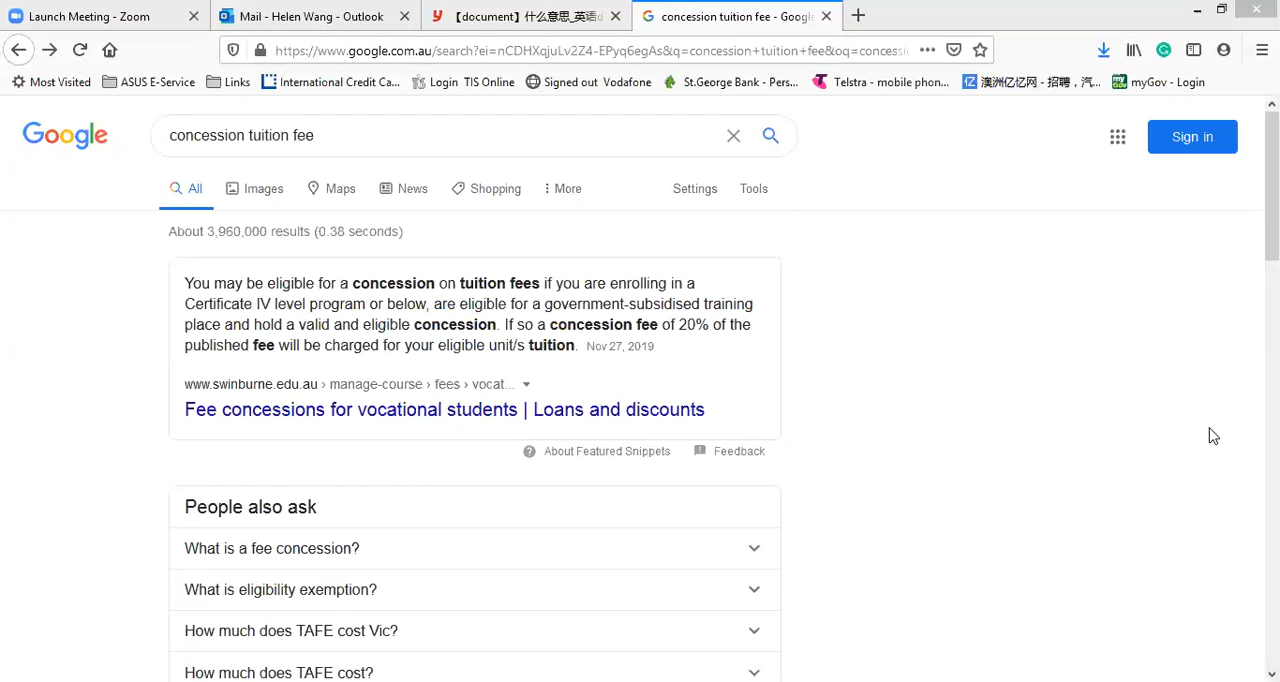 Launch Meeting - Zoom
Mail - Helen Wang - Outlook
【document】什么意思_英语d
concession tuition fee - Google
https://www.google.com.au/search?ei=nCDHXqjuLv2Z4-EPyq6egAs&q=concession+tuition+fee&oq=concessi
Most Visited ASUS E-Service Links International Credit Ca... Login TIS Online Signed out Vodafone St.George Bank - Pers... Telstra - mobile phon... 澳洲亿忆网 - 招聘，汽... myGov - Login
Google
concession tuition fee
Sign in
All Images Maps News Shopping More Settings Tools
About 3,960,000 results (0.38 seconds)
You may be eligible for a concession on tuition fees if you are enrolling in a
Certificate IV level program or below, are eligible for a government-subsidised training
place and hold a valid and eligible concession. If so a concession fee of 20% of the
published fee will be charged for your eligible unit/s tuition. Nov 27, 2019
www.swinburne.edu.au › manage-course › fees › vocat...
Fee concessions for vocational students | Loans and discounts
About Featured Snippets Feedback
People also ask
What is a fee concession?
What is eligibility exemption?
How much does TAFE cost Vic?
How much does TAFE cost?